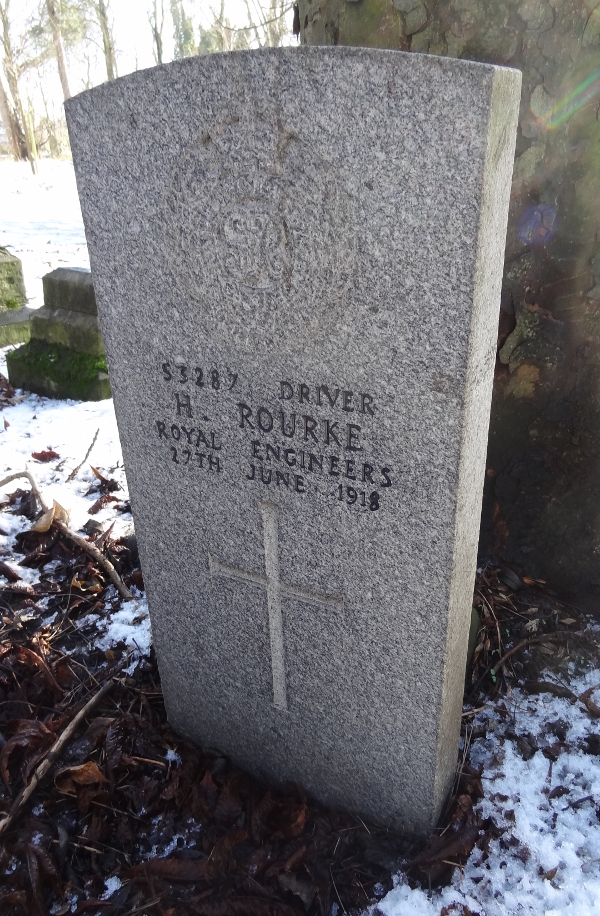 53287 DRIVER
H. ROURKE
ROYAL ENGINEERS
27TH JUNE 1918